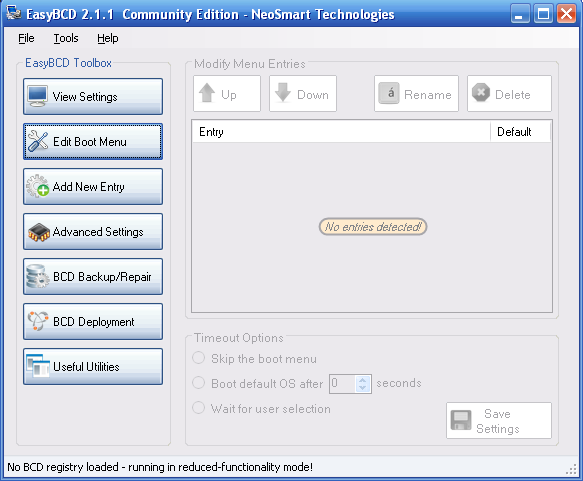 EasyBCD 2.1.1 Community Edition - NeoSmart Technologies
File Tools Help
EasyBCD Toolbox
View Settings
Edit Boot Menu
Add New Entry
Advanced Settings
BCD Backup/Repair
BCD Deployment
Useful Utilities
Modify Menu Entries
Up Down á Rename Delete
Entry Default
No entries detected!
Timeout Options
Skip the boot menu
Boot default OS after 0 seconds
Wait for user selection
Save
Settings
No BCD registry loaded - running in reduced-functionality mode!